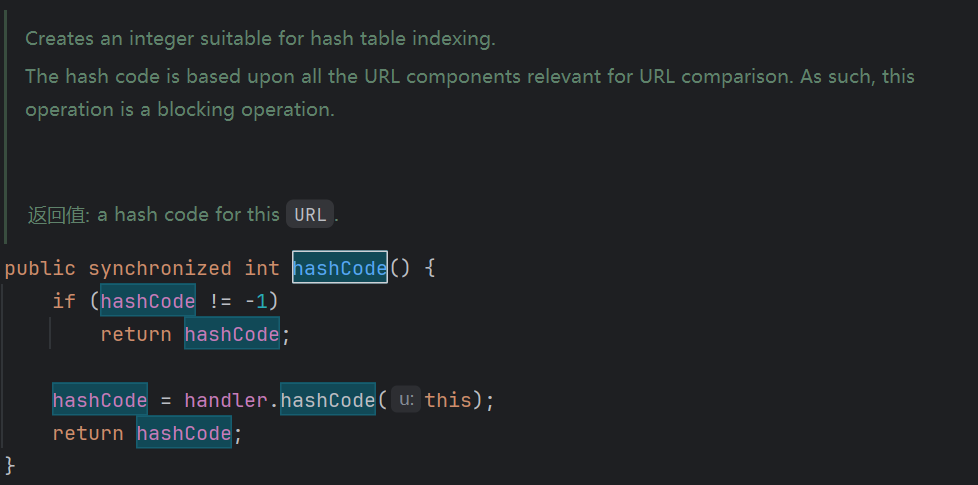 Creates an integer suitable for hash table indexing.
The hash code is based upon all the URL components relevant for URL comparison. As such, this
operation is a blocking operation.
返回值: a hash code for this URL.
public synchronized int hashCode() {
    if (hashCode != -1)
        return hashCode;

    hashCode = handler.hashCode( u: this);
    return hashCode;
}